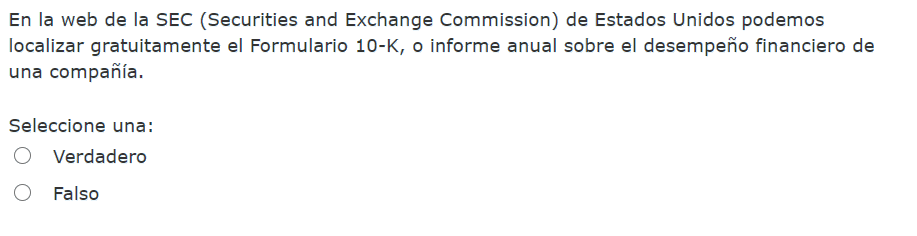 En la web de la SEC (Securities and Exchange Commission) de Estados Unidos podemos
localizar gratuitamente el Formulario 10-K, o informe anual sobre el desempeño financiero de
una compañía.
Seleccione una:
Verdadero
Falso